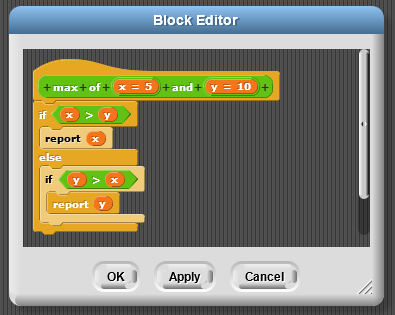 Block Editor
+ max + of + x = 5 + and + y = 10 +
if x > y
report x
else
if y > x
report y
OK Apply Cancel